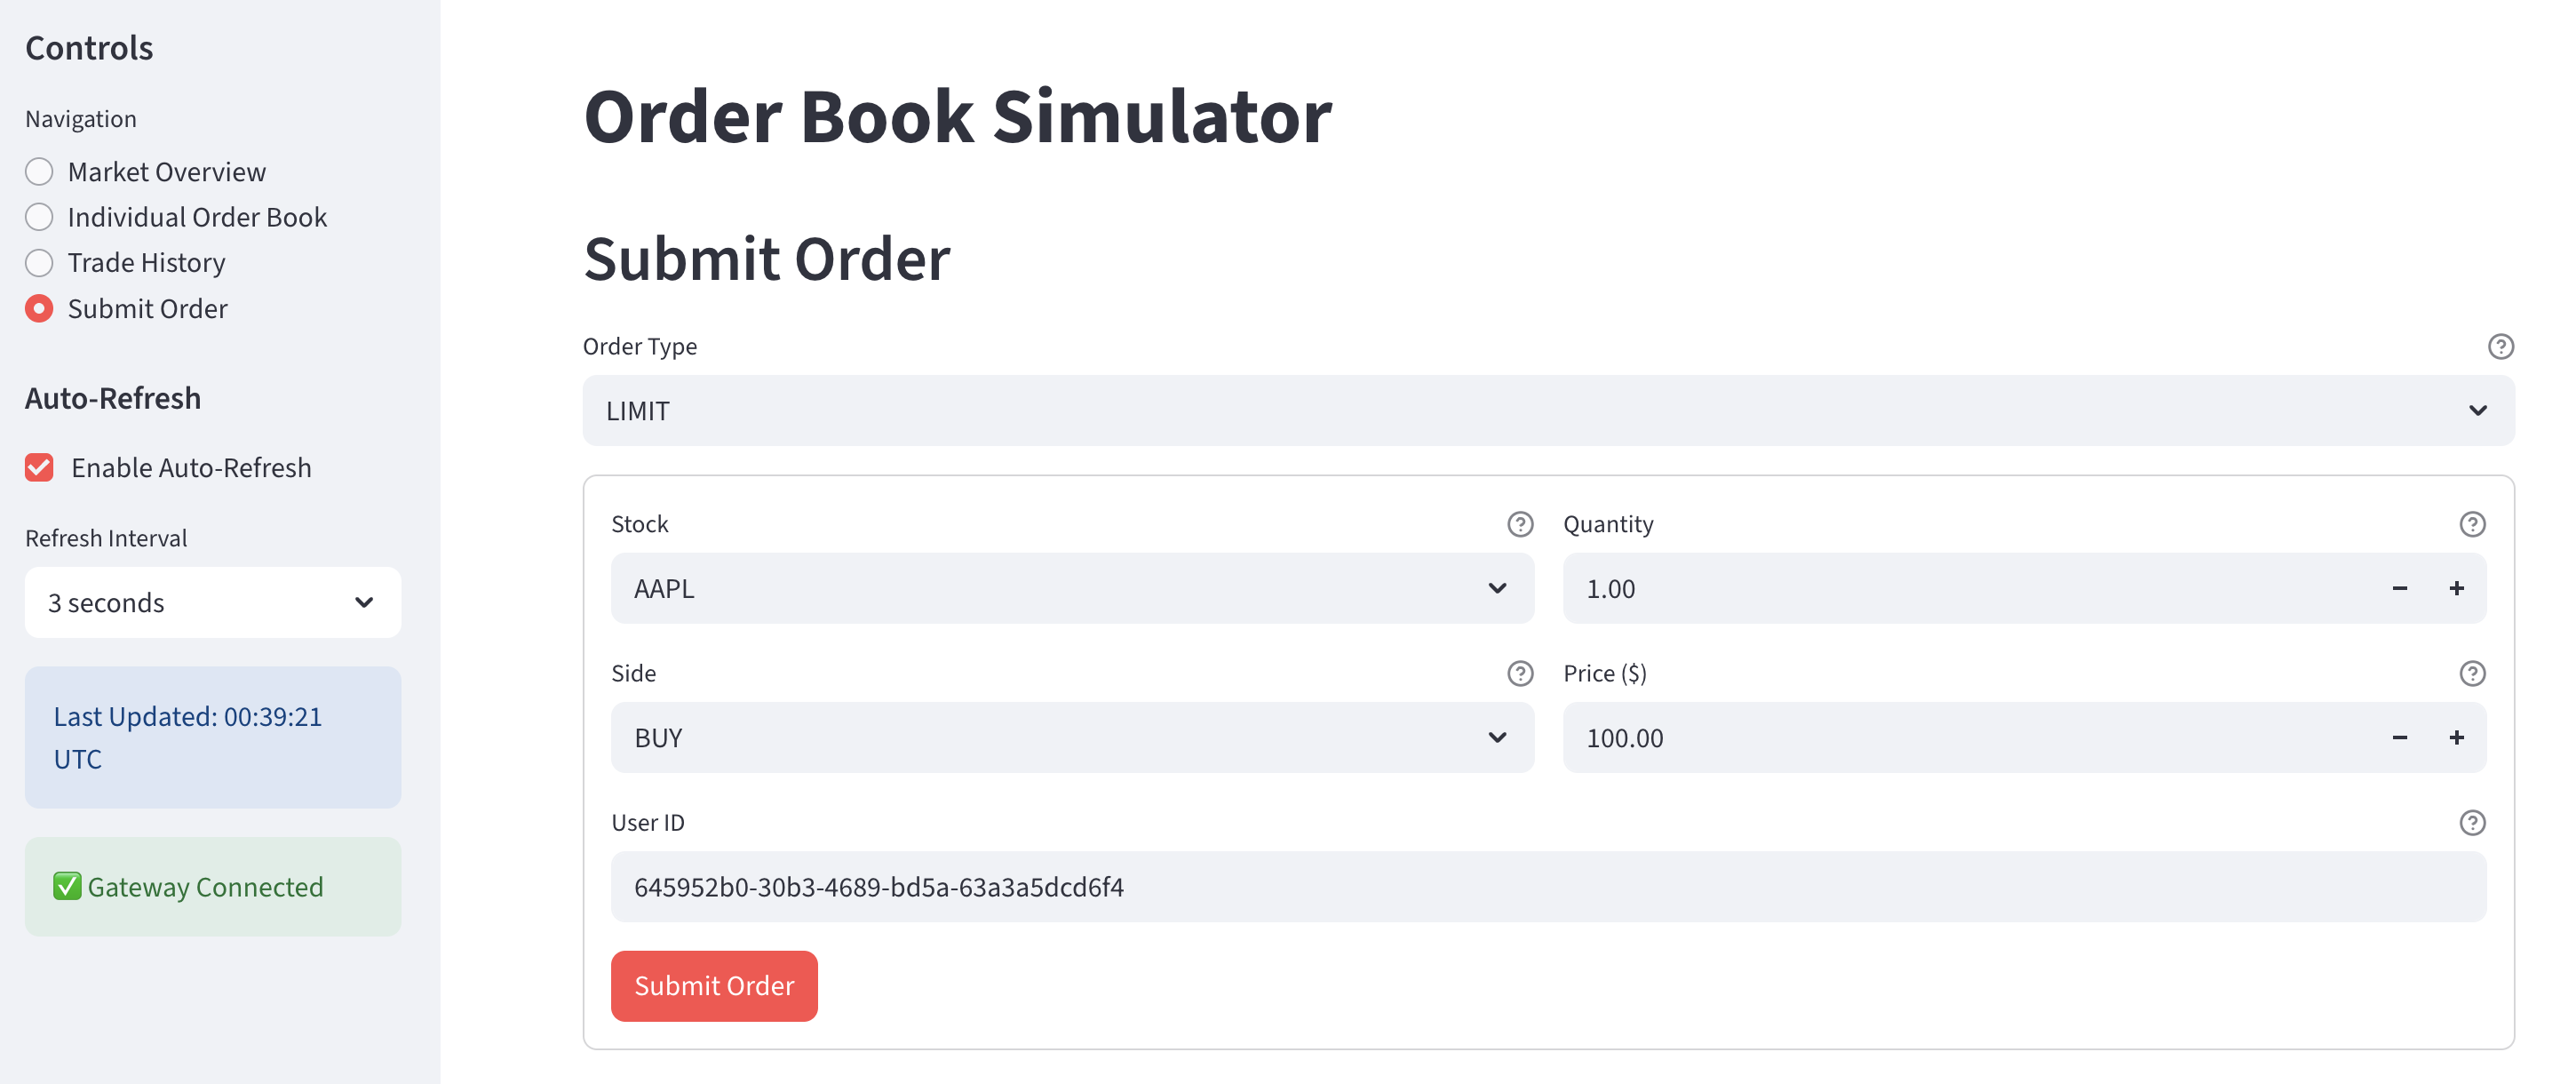 Controls
Navigation
Market Overview
Individual Order Book
Trade History
Submit Order
Auto-Refresh
Enable Auto-Refresh
Refresh Interval
3 seconds
Last Updated: 00:39:21
UTC
✅ Gateway Connected
Order Book Simulator
Submit Order
Order Type
LIMIT
Stock
AAPL
Quantity
1.00
Side
BUY
Price ($)
100.00
User ID
645952b0-30b3-4689-bd5a-63a3a5dcd6f4
Submit Order